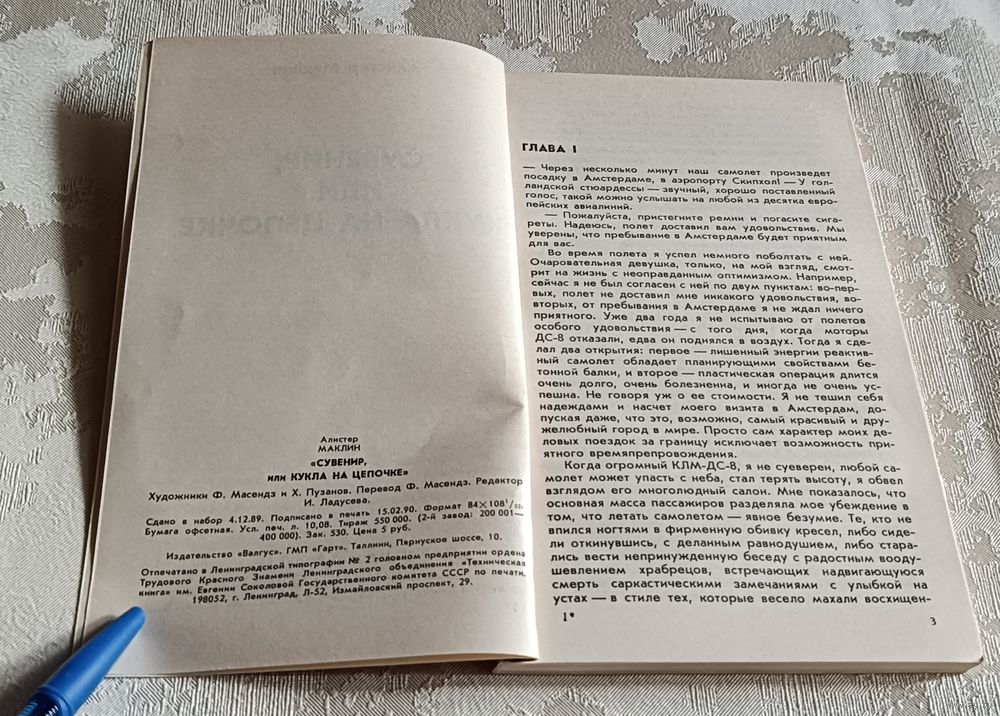 Алистер
МАКЛИН
«СУВЕНИР,
ИЛИ КУКЛА НА ЦЕПОЧКЕ»
Художники Ф. Масендз и Х. Пузанов. Перевод Ф. Масендз. Редактор
И. Ладусева.
Сдано в набор 4.12.89. Подписано в печать 15.02.90. Формат 84×108 1/32.
Бумага офсетная. Усл. печ. л. 10,08. Тираж 550 000. (2-й завод: 200 001—
400 000). Зак. 530. Цена 5 руб.
Издательство «Валгус». ГМП «Гарт». Таллинн, Пярнуское шоссе, 10.
Отпечатано в Ленинградской типографии № 2 головном предприятии ордена
Трудового Красного Знамени Ленинградского объединения «Техническая
книга» им. Евгении Соколовой Государственного комитета СССР по печати.
198052, г. Ленинград, Л-52, Измайловский проспект, 29.
ГЛАВА I
— Через несколько минут наш самолет произведет
посадку в Амстердаме, в аэропорту Скипхол! — У гол-
ландской стюардессы — звучный, хорошо поставленный
голос, такой можно услышать на любой из десятка евро-
пейских авиалиний.
— Пожалуйста, пристегните ремни и погасите сига-
реты. Надеюсь, полет доставил вам удовольствие. Мы
уверены, что пребывание в Амстердаме будет приятным
для вас.
Во время полета я успел немного поболтать с ней.
Очаровательная девушка, только, на мой взгляд, смот-
рит на жизнь с неоправданным оптимизмом. Например,
сейчас я не был согласен с ней по двум пунктам: во-пер-
вых, полет не доставил мне никакого удовольствия, во-
вторых, от пребывания в Амстердаме я не ждал ничего
приятного. Уже два года я не испытываю от полетов
особого удовольствия — с того дня, когда моторы
ДС-8 отказали, едва он поднялся в воздух. Тогда я сде-
лал два открытия: первое — лишенный энергии реактив-
ный самолет обладает планирующими свойствами бе-
тонной балки, и второе — пластическая операция длится
очень долго, очень болезненна, и иногда не очень ус-
пешна. Не говоря уж о ее стоимости. Я не тешил себя
надеждами и насчет моего визита в Амстердам, до-
пуская даже, что это, возможно, самый красивый и дру-
желюбный город в мире. Просто сам характер моих де-
ловых поездок за границу исключает возможность при-
ятного времяпрепровождения.
Когда огромный КЛМ-ДС-8, я не суеверен, любой са-
молет может упасть с неба, стал терять высоту, я обвел
взглядом его многолюдный салон. Мне показалось, что
основная масса пассажиров разделяла мое убеждение в
том, что летать самолетом — явное безумие. Те, кто не
впился ногтями в фирменную обивку кресел, либо сиде-
ли откинувшись, с деланным равнодушием, либо стара-
лись вести непринужденную беседу с радостным вооду-
шевлением храбрецов, встречающих надвигающуюся
смерть саркастическими замечаниями с улыбкой на
устах — в стиле тех, которые весело махали восхищен-
1*
3